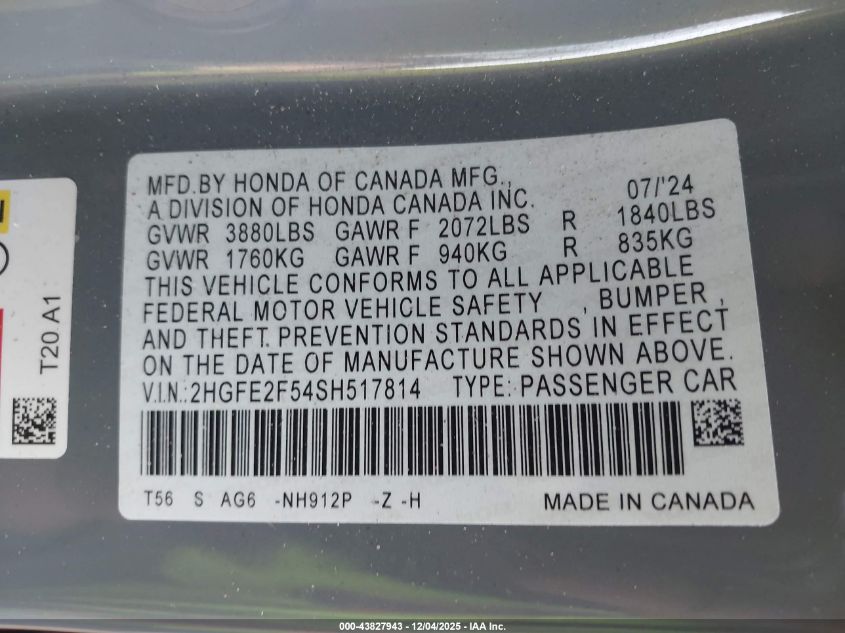 MFD. BY HONDA OF CANADA MFG.,
A DIVISION OF HONDA CANADA INC. 07/'24
GVWR 3880LBS GAWR F 2072LBS R 1840LBS
GVWR 1760KG GAWR F 940KG R 835KG
THIS VEHICLE CONFORMS TO ALL APPLICABLE
FEDERAL MOTOR VEHICLE SAFETY , BUMPER ,
AND THEFT PREVENTION STANDARDS IN EFFECT
ON THE DATE OF MANUFACTURE SHOWN ABOVE.
V.I.N.: 2HGFE2F54SH517814 TYPE: PASSENGER CAR
T56 S AG6 -NH912P -Z -H MADE IN CANADA
T20 A1
000-43827943 - 12/04/2025 - IAA Inc.